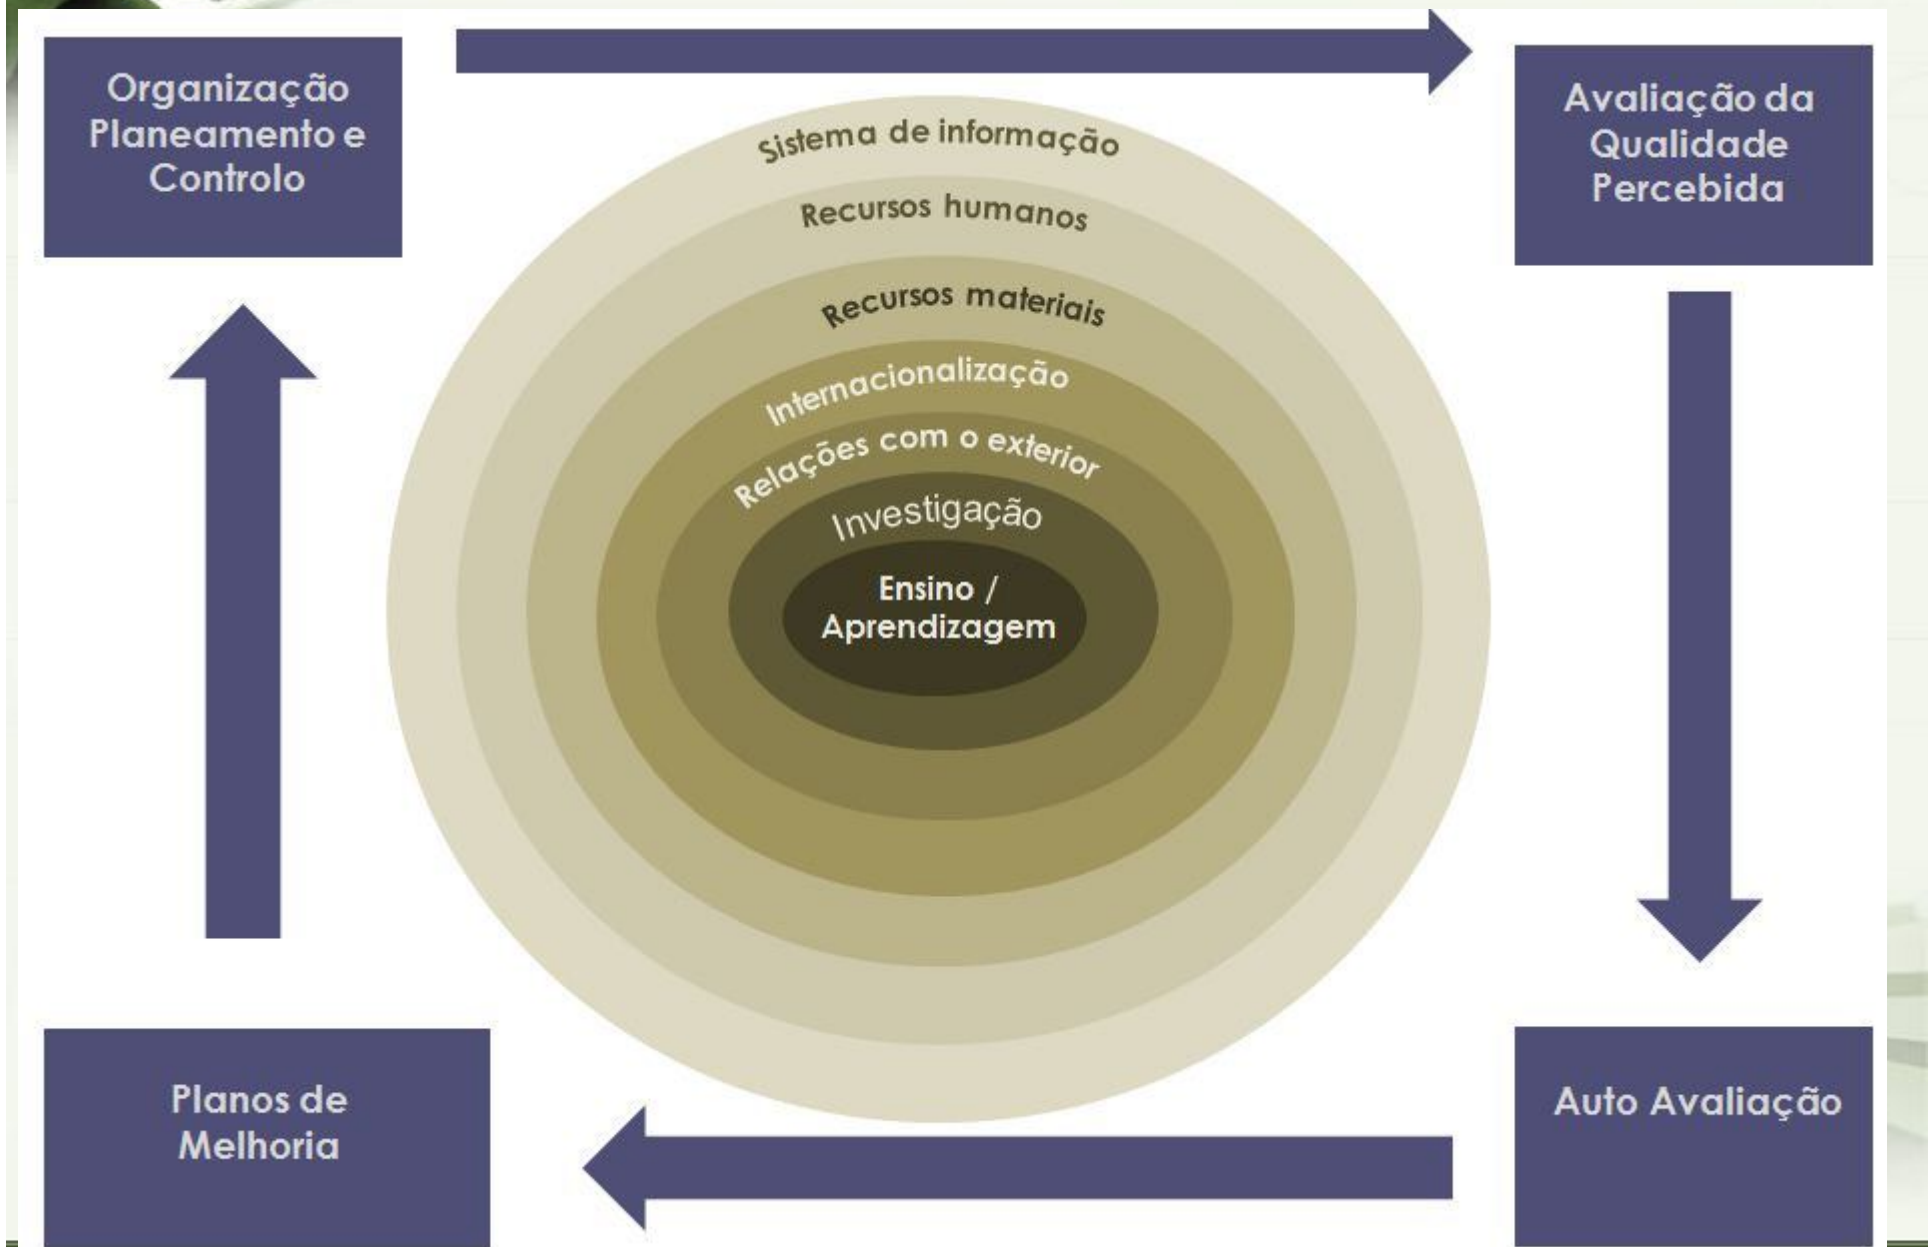 Organização
Planeamento e
Controlo
Avaliação da
Qualidade
Percebida
Sistema de informação
Recursos humanos
Recursos materiais
Internacionalização
Relações com o exterior
Investigação
Ensino /
Aprendizagem
Planos de
Melhoria
Auto Avaliação